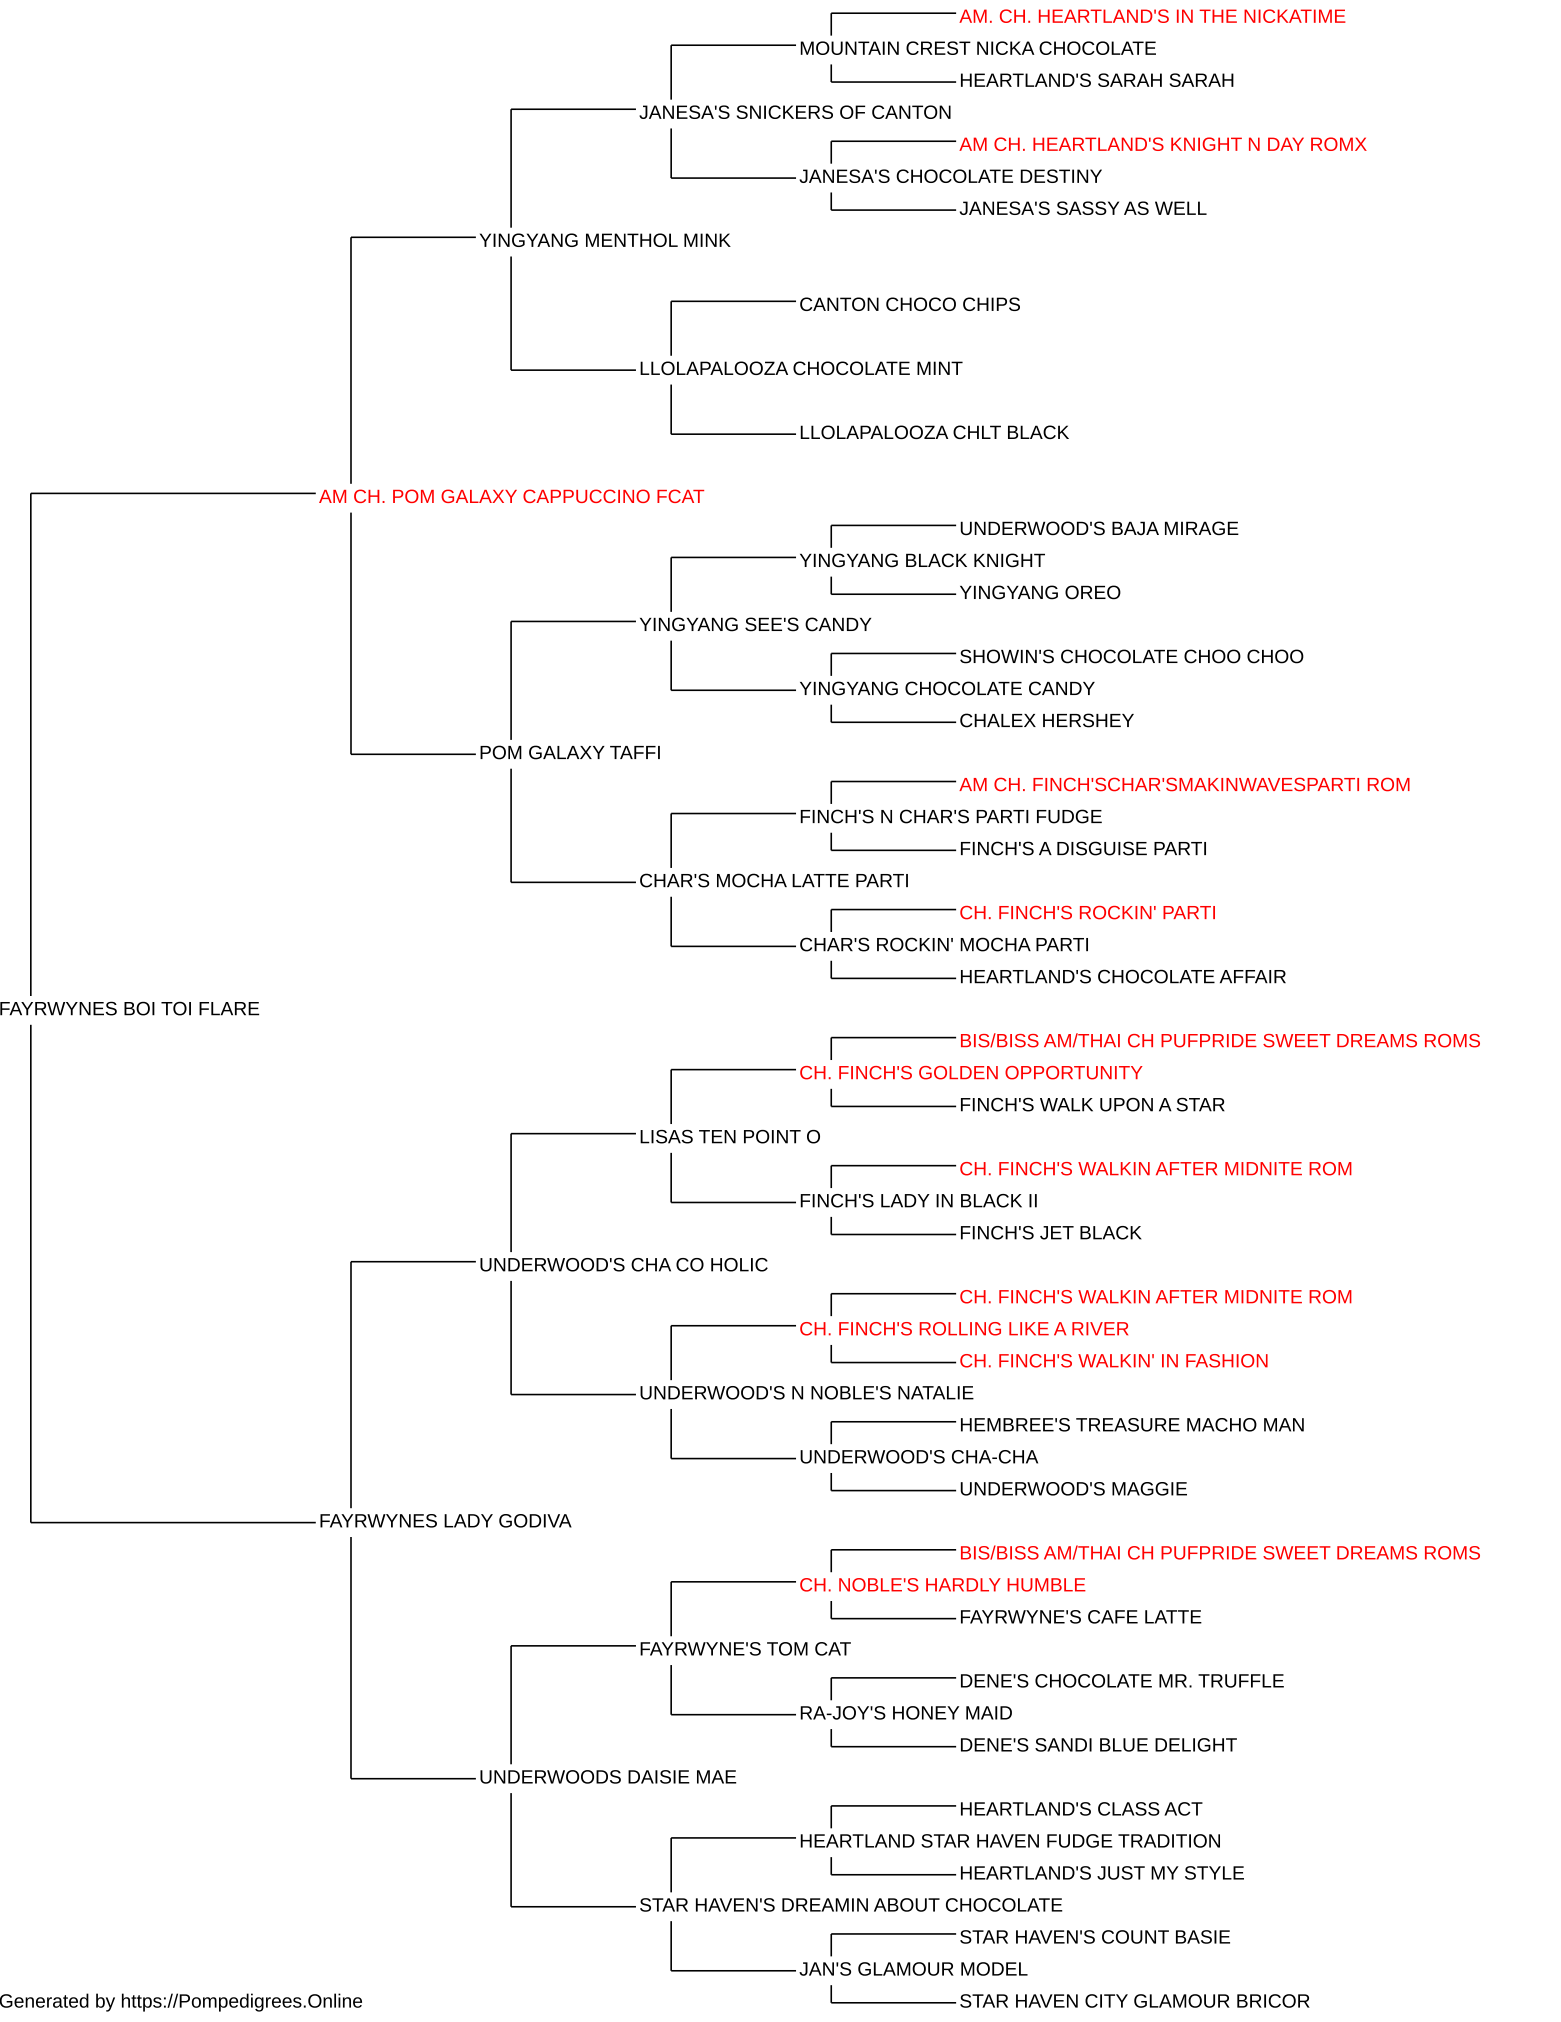 AM. CH. HEARTLAND'S IN THE NICKATIME
MOUNTAIN CREST NICKA CHOCOLATE
HEARTLAND'S SARAH SARAH
JANESA'S SNICKERS OF CANTON
AM CH. HEARTLAND'S KNIGHT N DAY ROMX
JANESA'S CHOCOLATE DESTINY
JANESA'S SASSY AS WELL
YINGYANG MENTHOL MINK
CANTON CHOCO CHIPS
LLOLAPALOOZA CHOCOLATE MINT
LLOLAPALOOZA CHLT BLACK
AM CH. POM GALAXY CAPPUCCINO FCAT
UNDERWOOD'S BAJA MIRAGE
YINGYANG BLACK KNIGHT
YINGYANG OREO
YINGYANG SEE'S CANDY
SHOWIN'S CHOCOLATE CHOO CHOO
YINGYANG CHOCOLATE CANDY
CHALEX HERSHEY
POM GALAXY TAFFI
AM CH. FINCH'SCHAR'SMAKINWAVESPARTI ROM
FINCH'S N CHAR'S PARTI FUDGE
FINCH'S A DISGUISE PARTI
CHAR'S MOCHA LATTE PARTI
CH. FINCH'S ROCKIN' PARTI
CHAR'S ROCKIN' MOCHA PARTI
HEARTLAND'S CHOCOLATE AFFAIR
FAYRWYNES BOI TOI FLARE
BIS/BISS AM/THAI CH PUFPRIDE SWEET DREAMS ROMS
CH. FINCH'S GOLDEN OPPORTUNITY
FINCH'S WALK UPON A STAR
LISAS TEN POINT O
CH. FINCH'S WALKIN AFTER MIDNITE ROM
FINCH'S LADY IN BLACK II
FINCH'S JET BLACK
UNDERWOOD'S CHA CO HOLIC
CH. FINCH'S WALKIN AFTER MIDNITE ROM
CH. FINCH'S ROLLING LIKE A RIVER
CH. FINCH'S WALKIN' IN FASHION
UNDERWOOD'S N NOBLE'S NATALIE
HEMBREE'S TREASURE MACHO MAN
UNDERWOOD'S CHA-CHA
UNDERWOOD'S MAGGIE
FAYRWYNES LADY GODIVA
BIS/BISS AM/THAI CH PUFPRIDE SWEET DREAMS ROMS
CH. NOBLE'S HARDLY HUMBLE
FAYRWYNE'S CAFE LATTE
FAYRWYNE'S TOM CAT
DENE'S CHOCOLATE MR. TRUFFLE
RA-JOY'S HONEY MAID
DENE'S SANDI BLUE DELIGHT
UNDERWOODS DAISIE MAE
HEARTLAND'S CLASS ACT
HEARTLAND STAR HAVEN FUDGE TRADITION
HEARTLAND'S JUST MY STYLE
STAR HAVEN'S DREAMIN ABOUT CHOCOLATE
STAR HAVEN'S COUNT BASIE
JAN'S GLAMOUR MODEL
STAR HAVEN CITY GLAMOUR BRICOR
Generated by https://Pompedigrees.Online